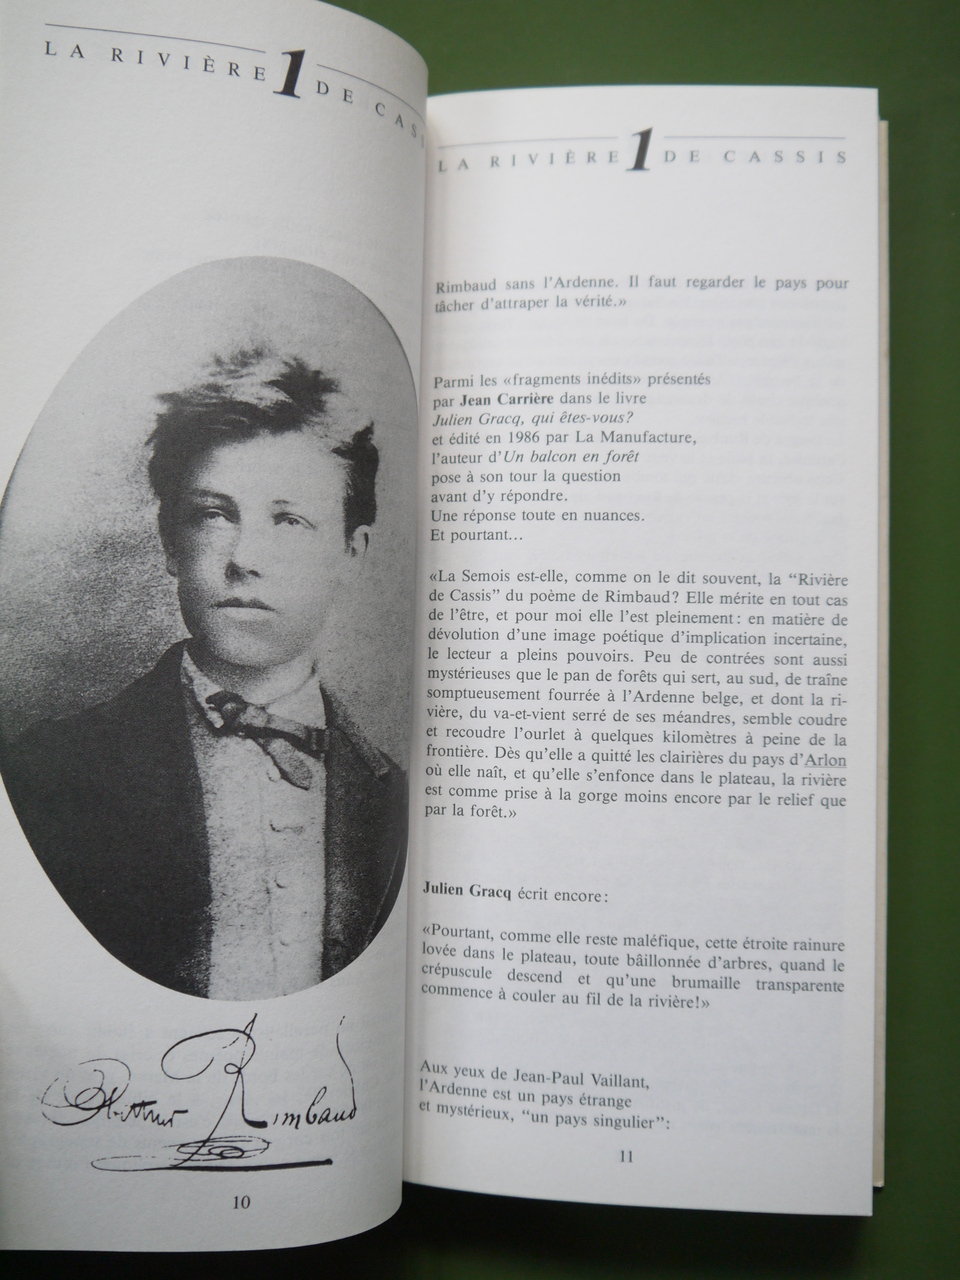 LA RIVIÈRE 1 DE CAS
Arthur Rimbaud
10
LA RIVIÈRE 1 DE CASSIS
Rimbaud sans l'Ardenne. Il faut regarder le pays pour
tâcher d'attraper la vérité.»
Parmi les «fragments inédits» présentés
par Jean Carrière dans le livre
Julien Gracq, qui êtes-vous?
et édité en 1986 par La Manufacture,
l'auteur d'Un balcon en forêt
pose à son tour la question
avant d'y répondre.
Une réponse toute en nuances.
Et pourtant...
«La Semois est-elle, comme on le dit souvent, la "Rivière
de Cassis" du poème de Rimbaud? Elle mérite en tout cas
de l'être, et pour moi elle l'est pleinement: en matière de
dévolution d'une image poétique d'implication incertaine,
le lecteur a pleins pouvoirs. Peu de contrées sont aussi
mystérieuses que le pan de forêts qui sert, au sud, de traîne
somptueusement fourrée à l'Ardenne belge, et dont la ri-
vière, du va-et-vient serré de ses méandres, semble coudre
et recoudre l'ourlet à quelques kilomètres à peine de la
frontière. Dès qu'elle a quitté les clairières du pays d'Arlon
où elle naît, et qu'elle s'enfonce dans le plateau, la rivière
est comme prise à la gorge moins encore par le relief que
par la forêt.»
Julien Gracq écrit encore:
«Pourtant, comme elle reste maléfique, cette étroite rainure
lovée dans le plateau, toute bâillonnée d'arbres, quand le
crépuscule descend et qu'une brumaille transparente
commence à couler au fil de la rivière!»
Aux yeux de Jean-Paul Vaillant,
l'Ardenne est un pays étrange
et mystérieux, "un pays singulier":
11